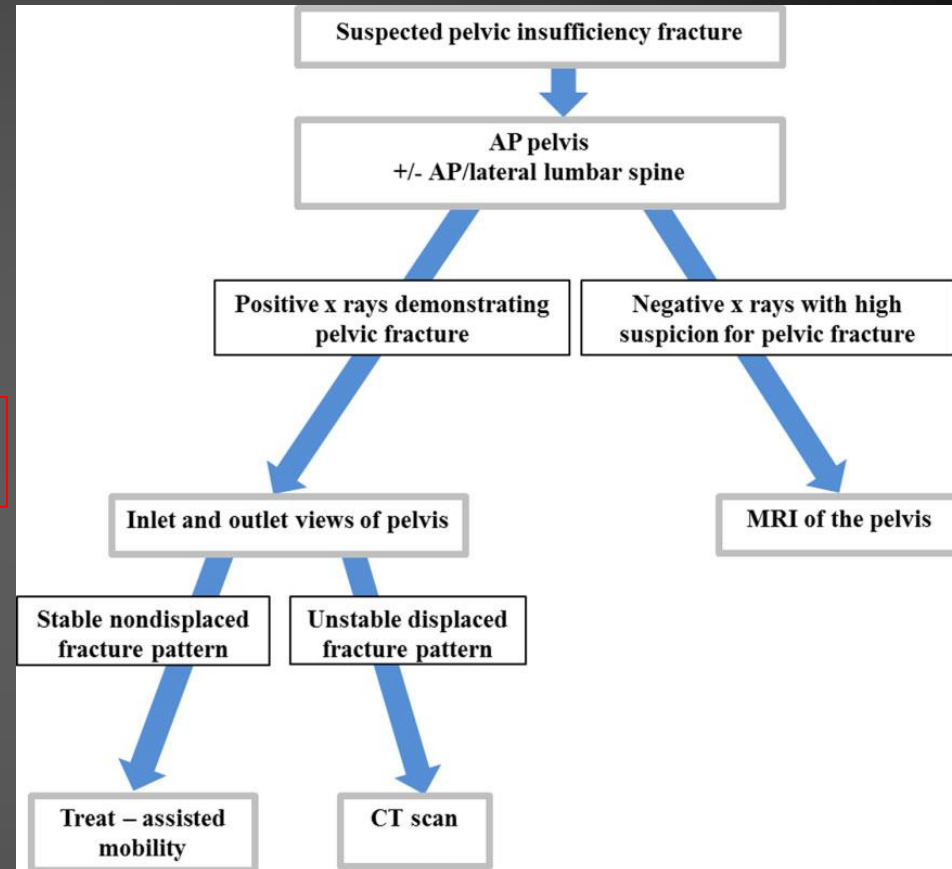 Suspected pelvic insufficiency fracture
AP pelvis
+/- AP/lateral lumbar spine
Positive x rays demonstrating
pelvic fracture
Negative x rays with high
suspicion for pelvic fracture
Inlet and outlet views of pelvis
MRI of the pelvis
Stable nondisplaced
fracture pattern
Unstable displaced
fracture pattern
Treat – assisted
mobility
CT scan